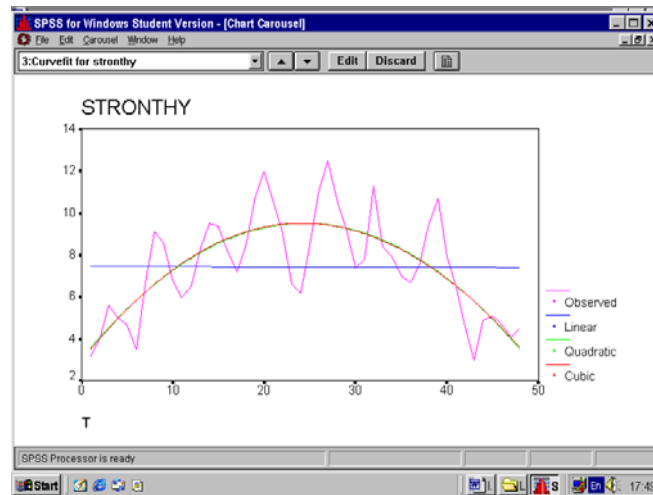 SPSS for Windows Student Version - [Chart Carousel]
File Edit Carousel Window Help
3:Curvefit for stronthy
Edit Discard
STRONTHY
14
12
10
8
6
4
2
0 10 20 30 40 50
T
Observed
Linear
Quadratic
Cubic
SPSS Processor is ready
Start L S En 17:49